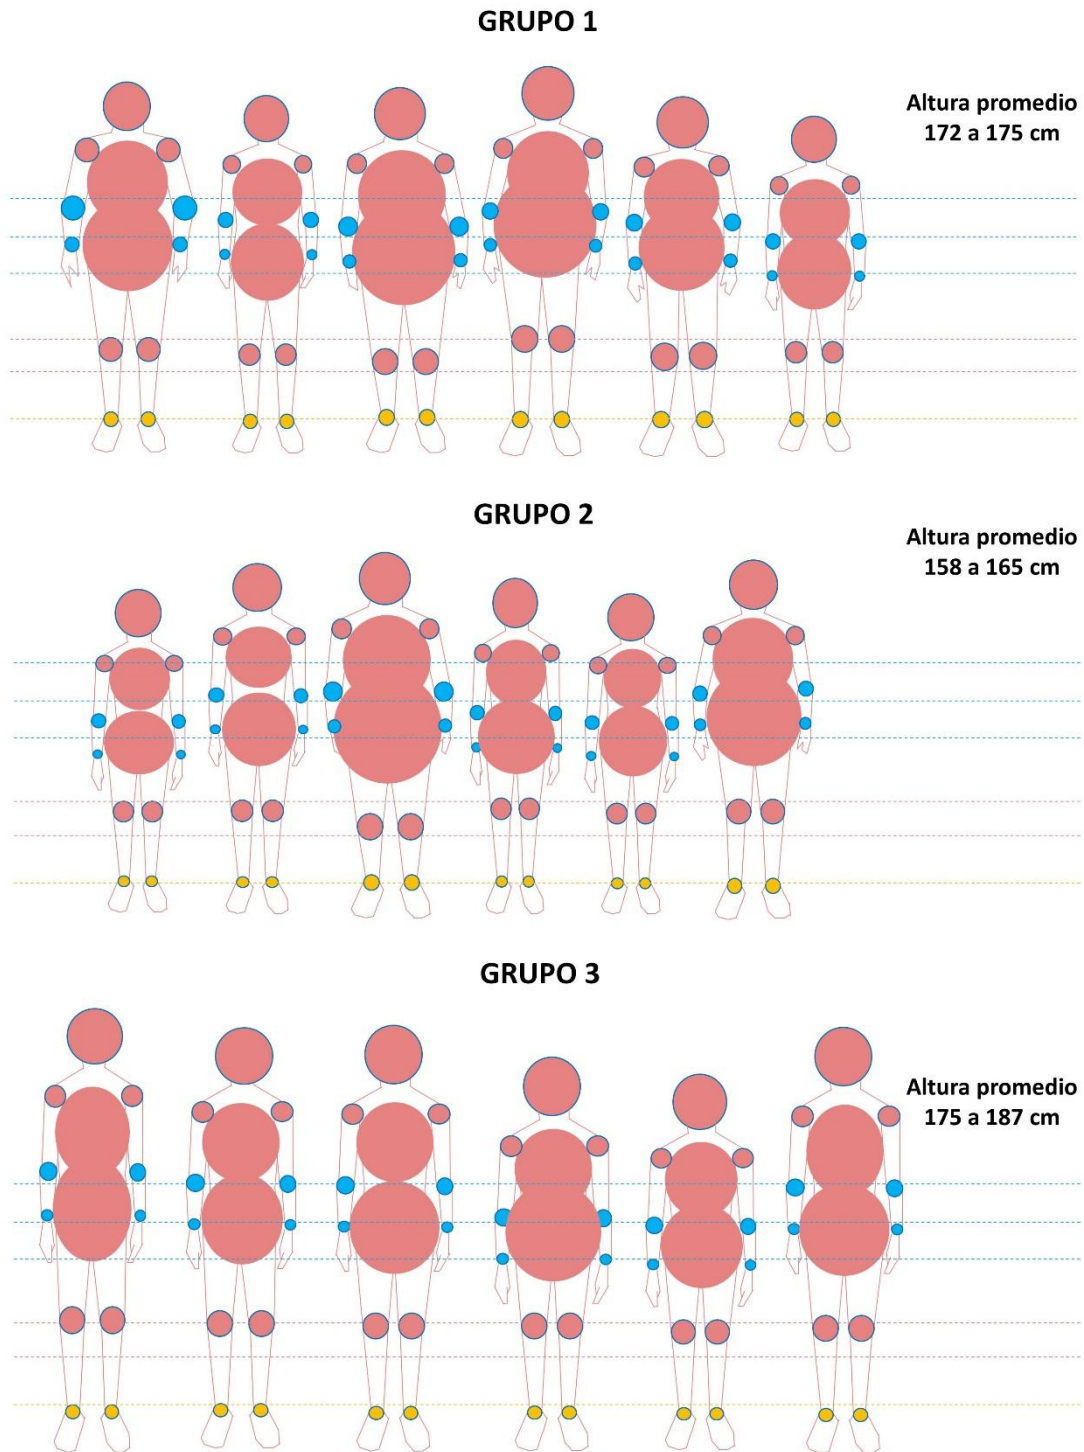 GRUPO 1
Altura promedio
172 a 175 cm
GRUPO 2
Altura promedio
158 a 165 cm
GRUPO 3
Altura promedio
175 a 187 cm